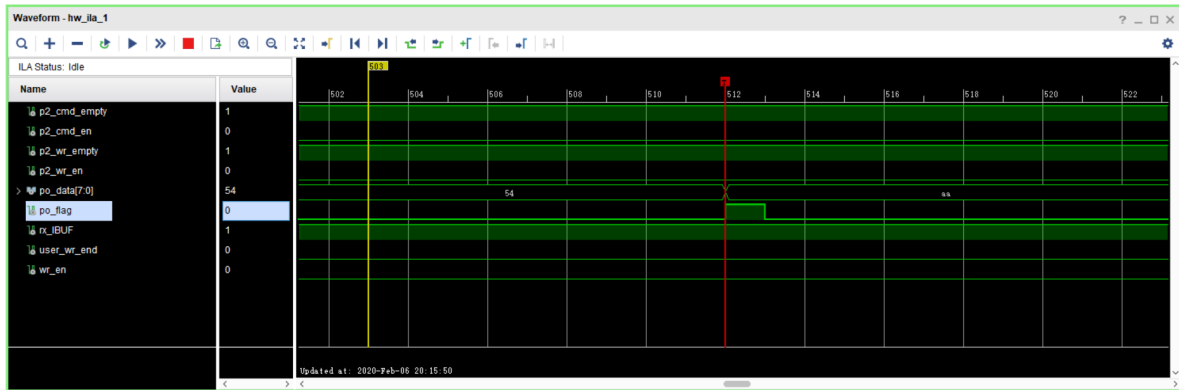 Waveform - hw_ila_1
ILA Status: Idle
Name Value
503
T
502 504 506 508 510 512 514 516 518 520 522
p2_cmd_empty 1
p2_cmd_en 0
p2_wr_empty 1
p2_wr_en 0
po_data[7:0] 54 54 aa
po_flag 0
rx_IBUF 1
user_wr_end 0
wr_en 0
Updated at: 2020-Feb-06 20:15:50